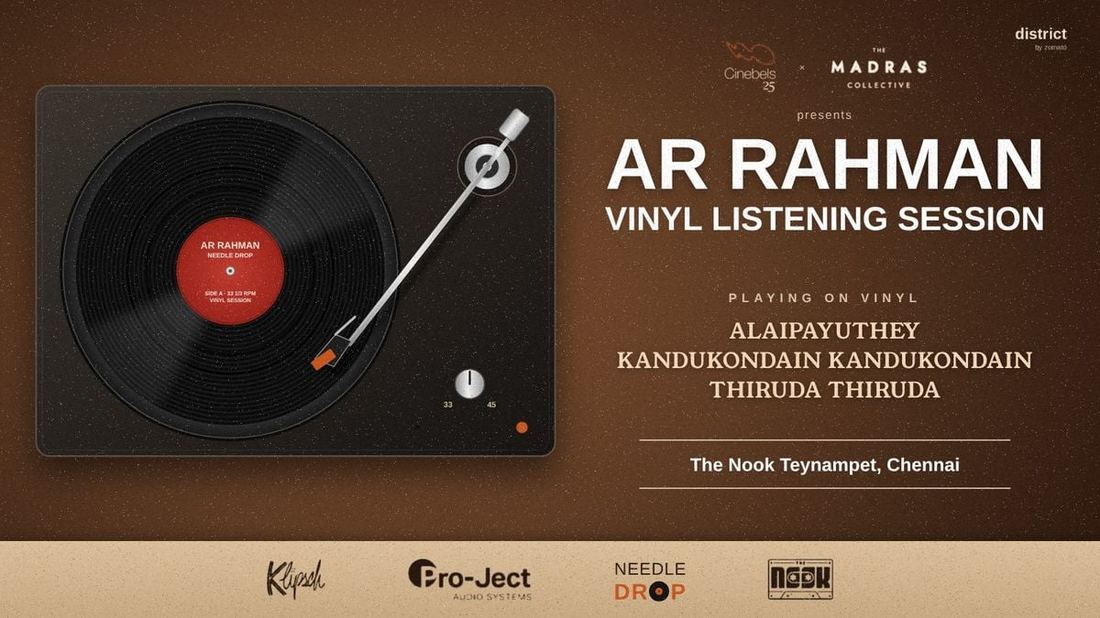 district
by zomato
Cinebels
25
×
THE
MADRAS
COLLECTIVE
presents
AR RAHMAN
VINYL LISTENING SESSION
AR RAHMAN
NEEDLE DROP
SIDE A - 33 1/3 RPM
VINYL SESSION
33 45
PLAYING ON VINYL
ALAIPAYUTHEY
KANDUKONDAIN KANDUKONDAIN
THIRUDA THIRUDA
The Nook Teynampet, Chennai
Klipsch
Pro-Ject
AUDIO SYSTEMS
NEEDLE
DROP
THE
NOOK